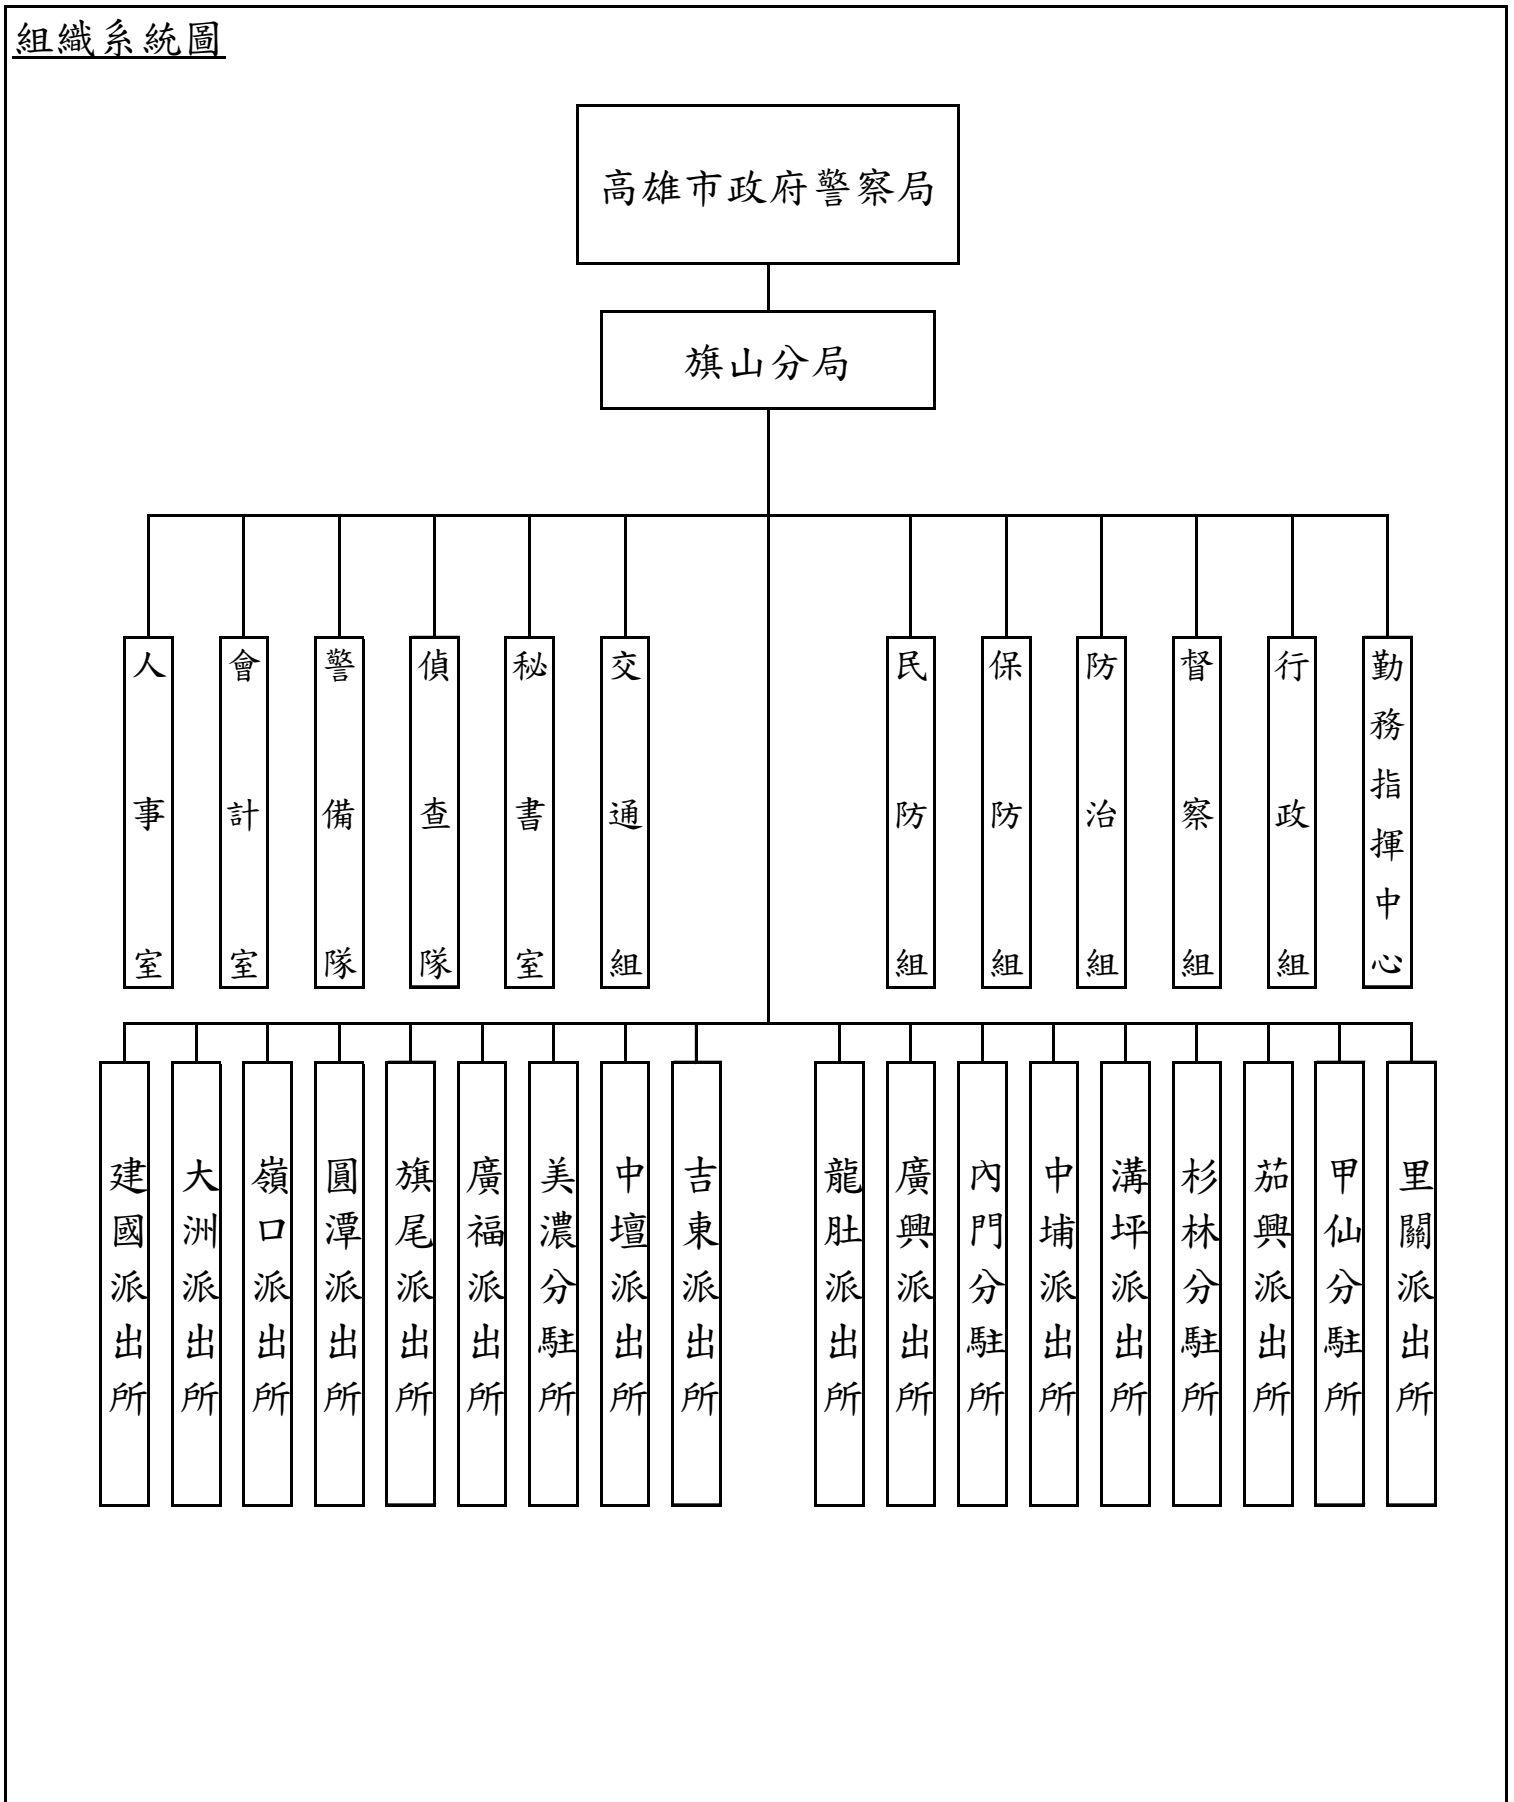 組織系統圖
高雄市政府警察局
旗山分局
人事室
會計室
警備隊
偵查隊
秘書室
交通組
民防組
保防組
防治組
督察組
行政組
勤務指揮中心
建國派出所
大洲派出所
嶺口派出所
圓潭派出所
旗尾派出所
廣福派出所
美濃分駐所
中壇派出所
吉東派出所
龍肚派出所
廣興派出所
內門分駐所
中埔派出所
溝坪派出所
杉林分駐所
茄興派出所
甲仙分駐所
里關派出所